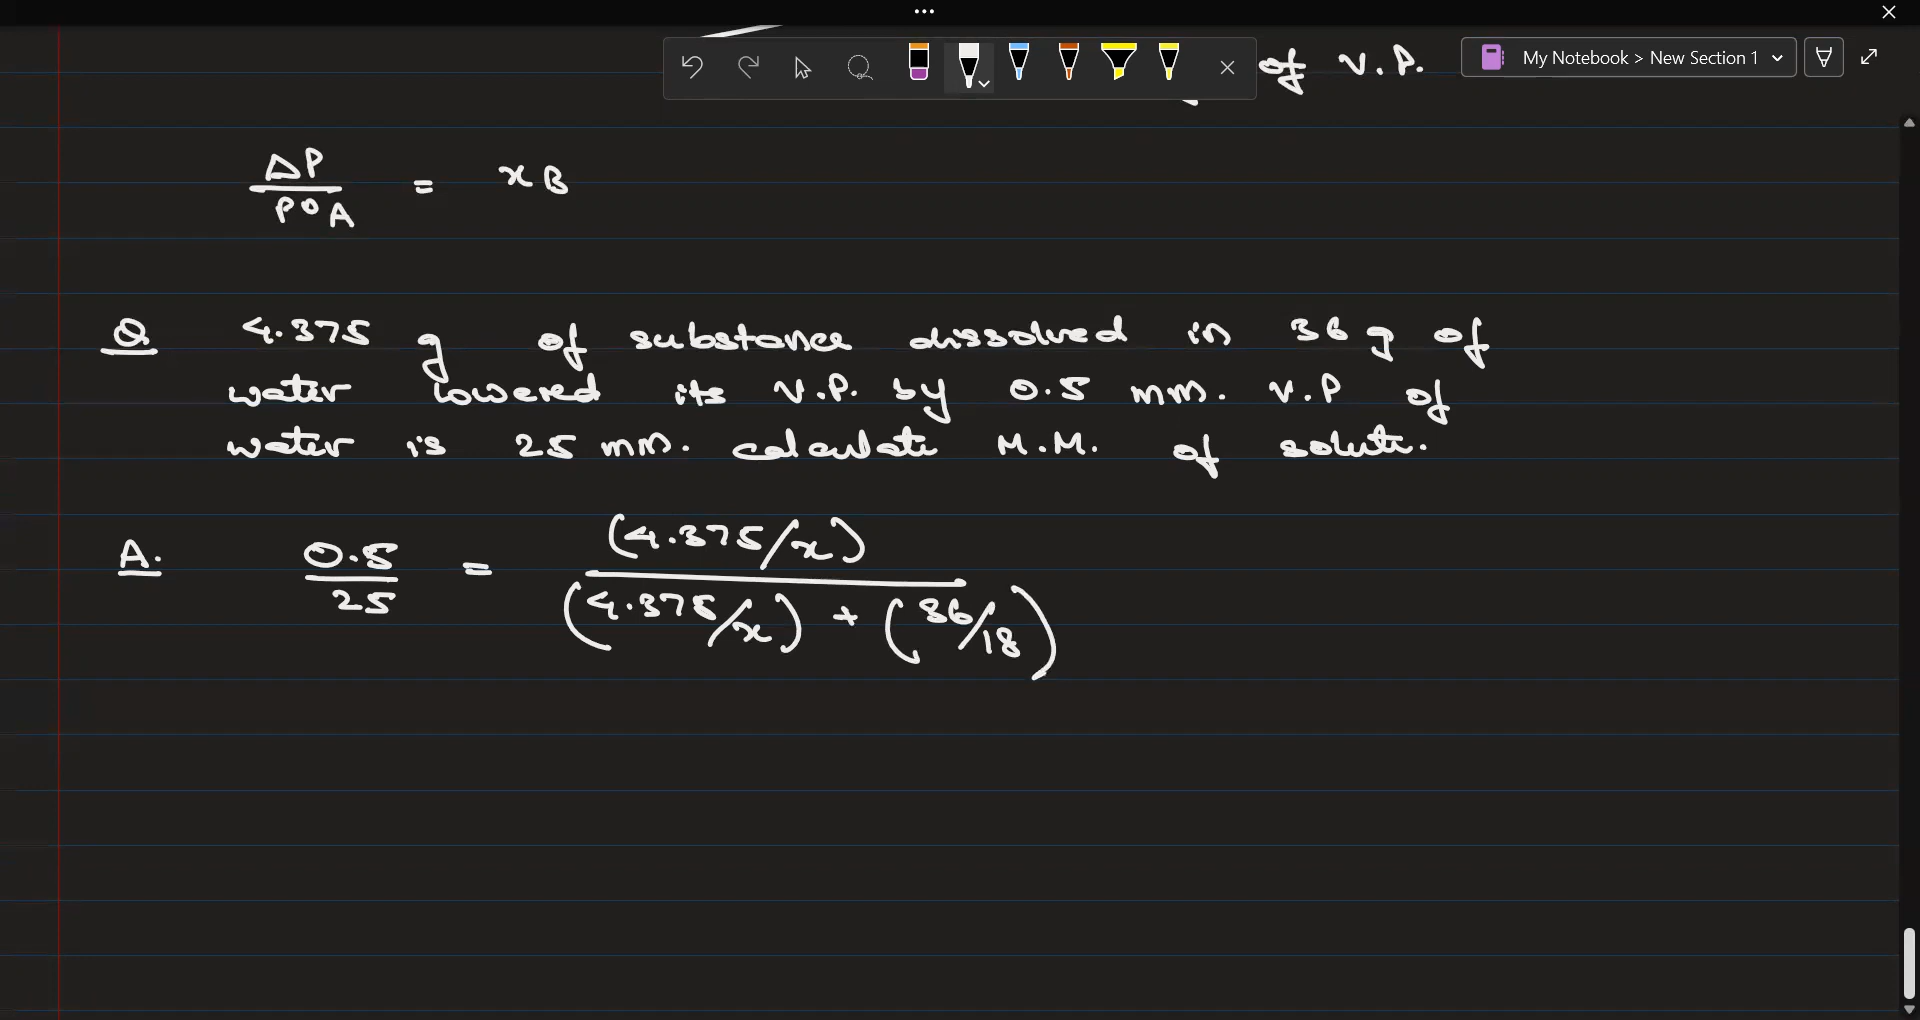 of V.P.
My Notebook > New Section 1
ΔP / P°A = xB
Q 4.375 g of substance dissolved in 36 g of
water lowered its V.P. by 0.5 mm. V.P of
water is 25 mm. calculate M.M. of solute.
A. 0.5 / 25 = (4.375/x) / (4.375/x) + (36/18)